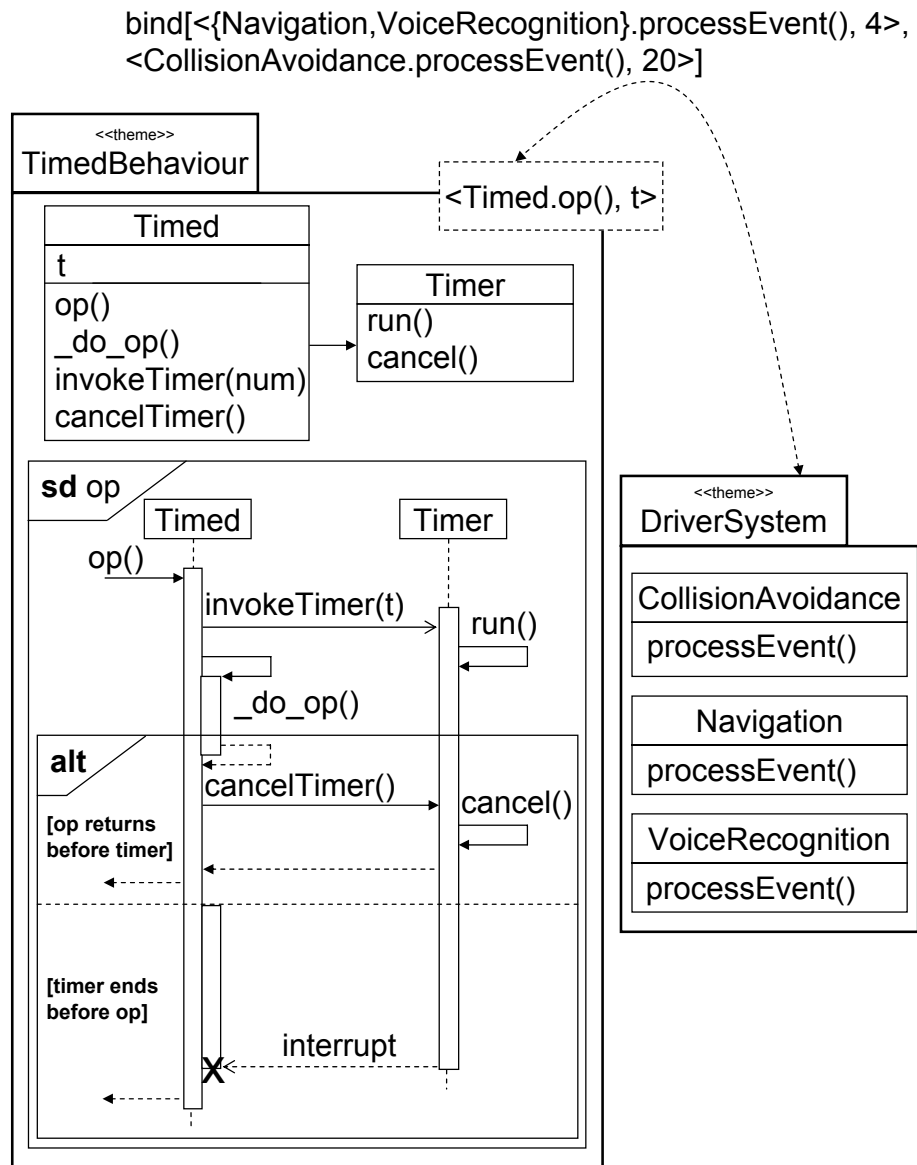 bind[<{Navigation,VoiceRecognition}.processEvent(), 4>,
<CollisionAvoidance.processEvent(), 20>]
<<theme>>
TimedBehaviour
<Timed.op(), t>
Timed
t
op()
_do_op()
invokeTimer(num)
cancelTimer()
Timer
run()
cancel()
sd op
Timed
Timer
op()
invokeTimer(t)
run()
_do_op()
alt
cancelTimer()
cancel()
[op returns
before timer]
[timer ends
before op]
interrupt
X
<<theme>>
DriverSystem
CollisionAvoidance
processEvent()
Navigation
processEvent()
VoiceRecognition
processEvent()